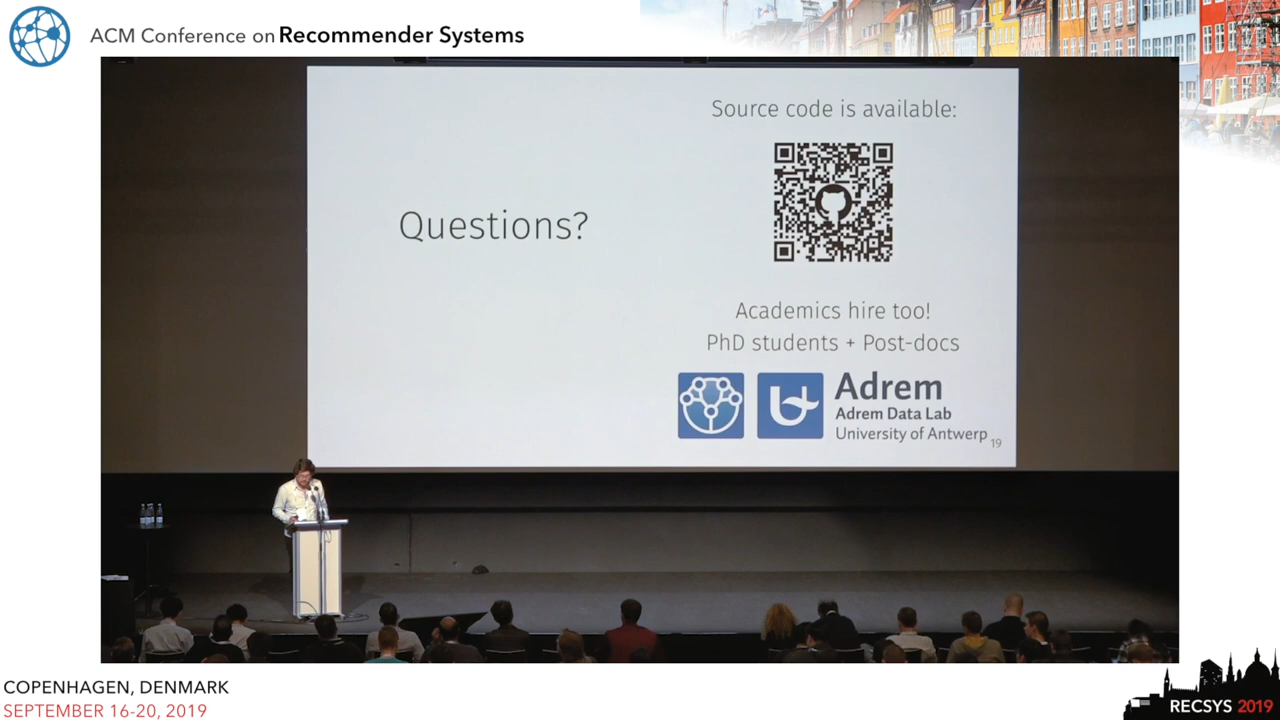 ACM Conference on Recommender Systems
Source code is available:
Questions?
Academics hire too!
PhD students + Post-docs
Adrem
Adrem Data Lab
University of Antwerp
19
COPENHAGEN, DENMARK
SEPTEMBER 16-20, 2019
RECSYS 2019